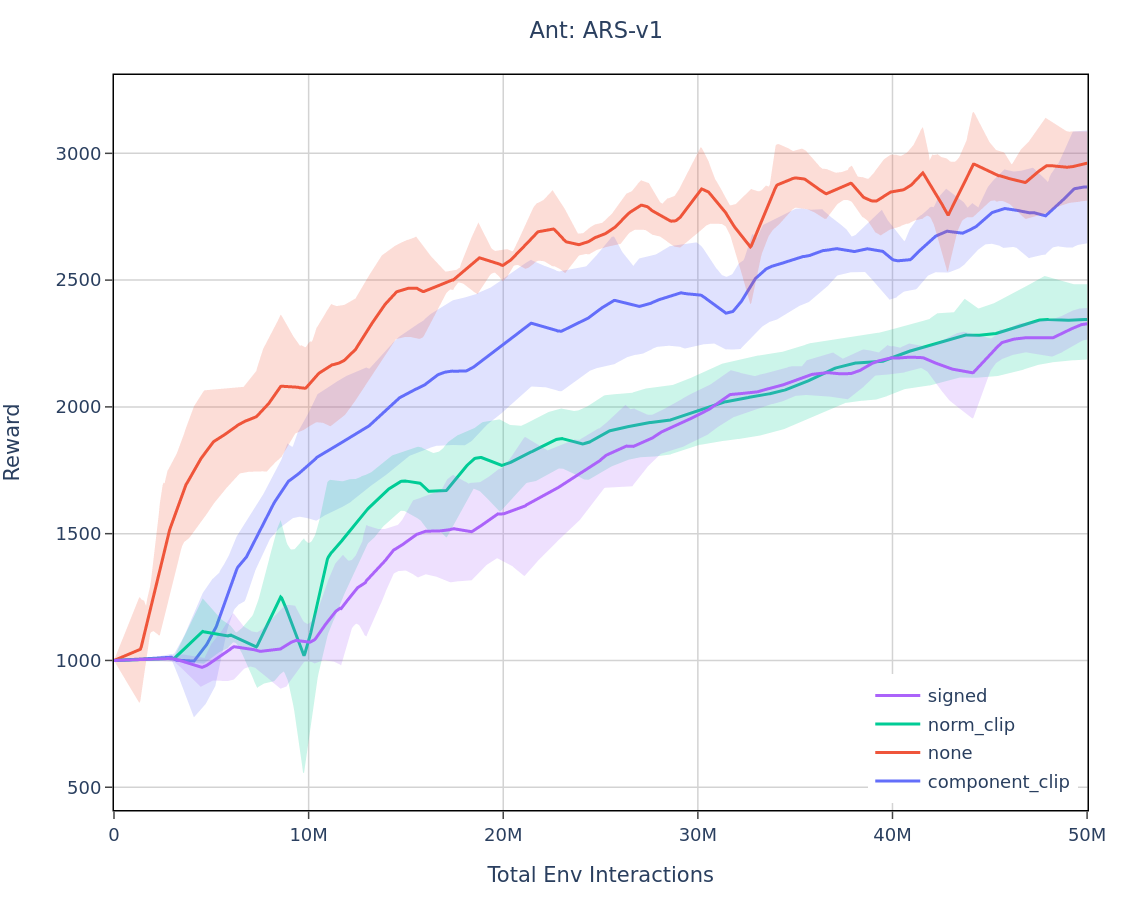 Ant: ARS-v1
Reward
3000
2500
2000
1500
1000
500
signed
norm_clip
none
component_clip
0 10M 20M 30M 40M 50M
Total Env Interactions